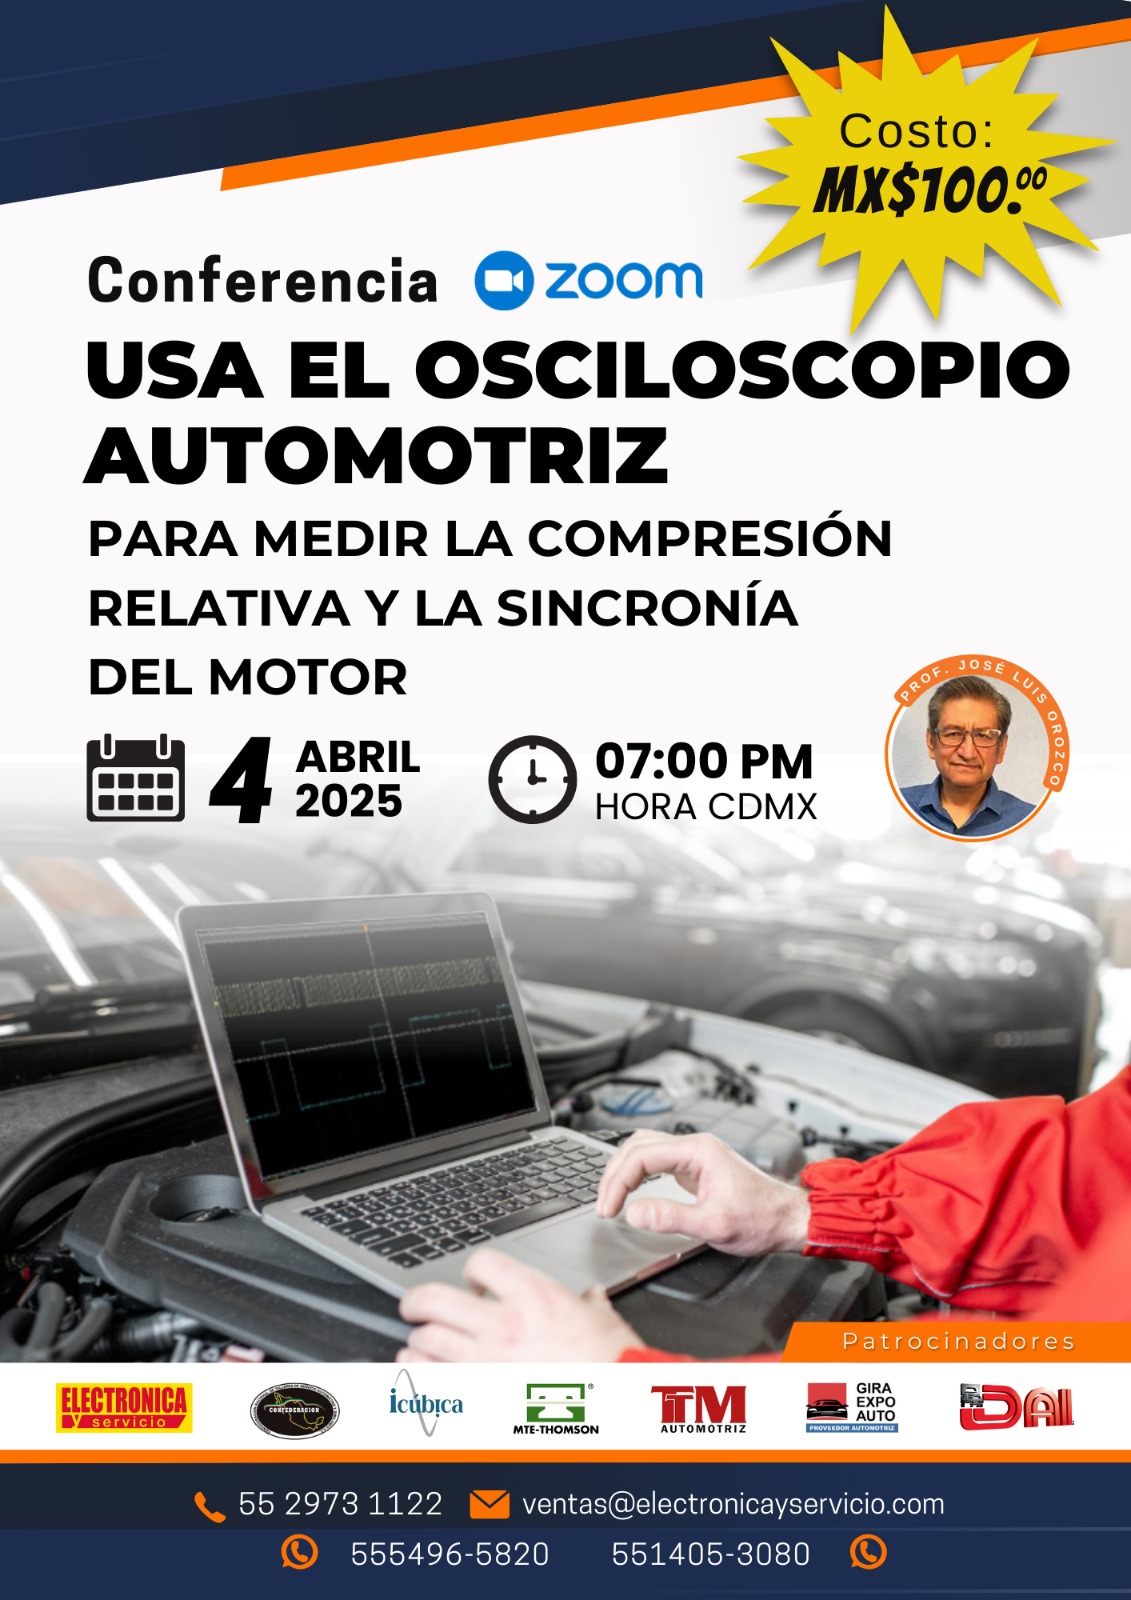 Costo:
MX$100.00
Conferencia zoom
USA EL OSCILOSCOPIO
AUTOMOTRIZ
PARA MEDIR LA COMPRESIÓN
RELATIVA Y LA SINCRONÍA
DEL MOTOR
PROF. JOSÉ LUIS OROZCO
4 ABRIL
2025
07:00 PM
HORA CDMX
Patrocinadores
ELECTRONICA
y servicio
CONFEDERACION
icúbica
MTE-THOMSON
®
TM
AUTOMOTRIZ
GIRA
EXPO
AUTO
PROVEEDOR AUTOMOTRIZ
DAI
55 2973 1122 ventas@electronicayservicio.com
555496-5820 551405-3080